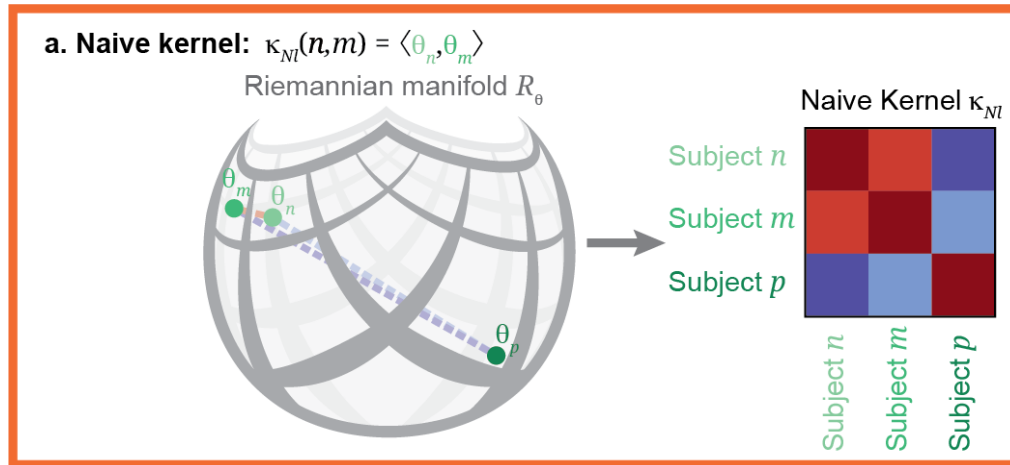 a. Naive kernel: κ_Nl(n,m) = ⟨θ_n,θ_m⟩
Riemannian manifold R_θ
θ_m
θ_n
θ_p
Naive Kernel κ_Nl
Subject n
Subject m
Subject p
Subject n
Subject m
Subject p